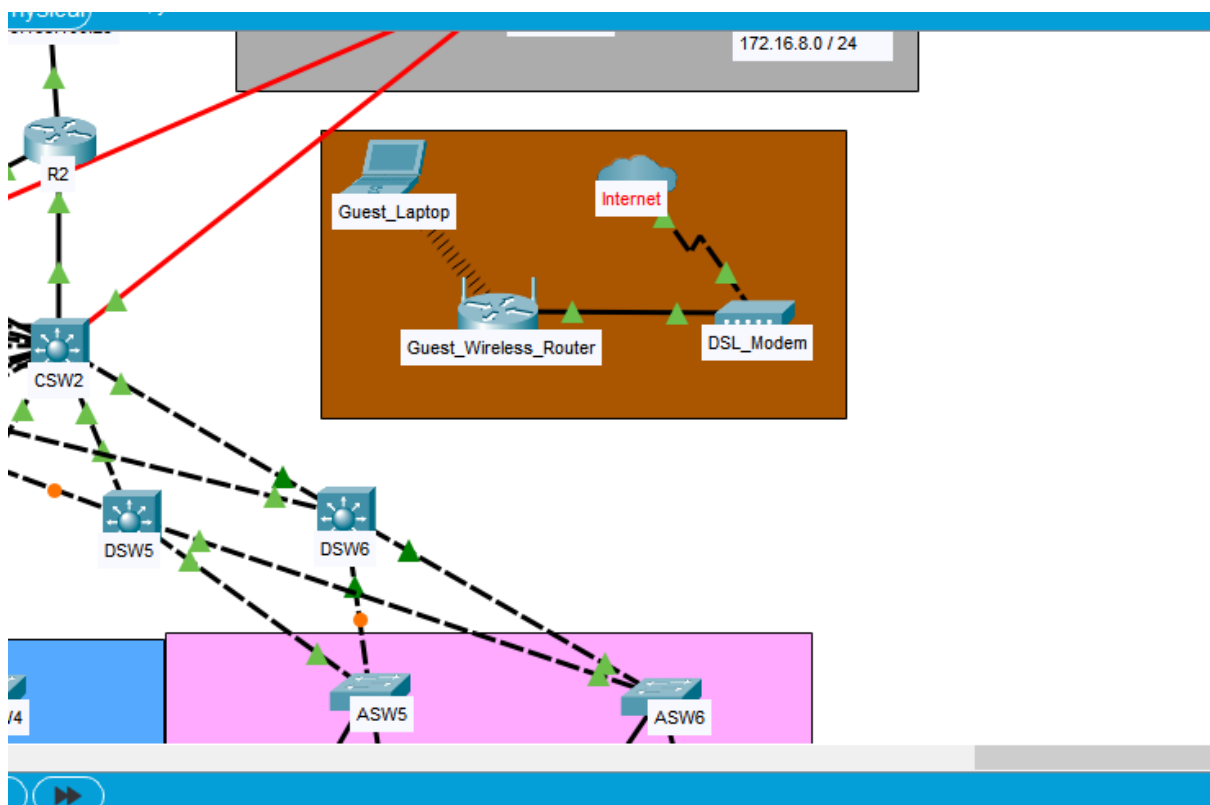 172.16.8.0 / 24
R2
Guest_Laptop
Internet
Guest_Wireless_Router
DSL_Modem
CSW2
DSW5
DSW6
ASW5
ASW6